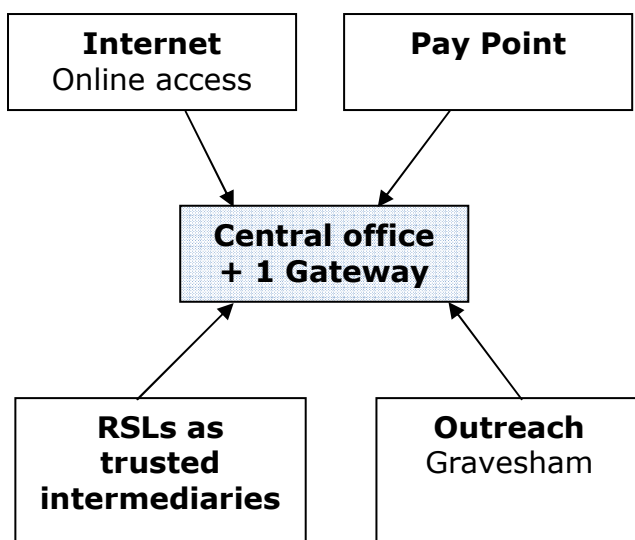 Internet
Online access
Pay Point
Central office
+ 1 Gateway
RSLs as
trusted
intermediaries
Outreach
Gravesham